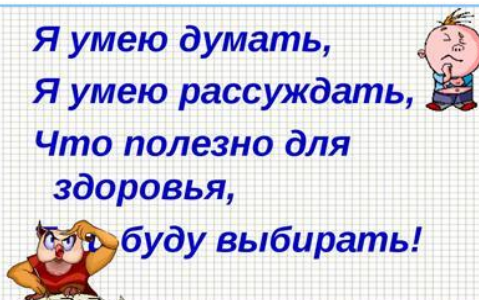 Я умею думать,
Я умею рассуждать,
Что полезно для
здоровья,
буду выбирать!